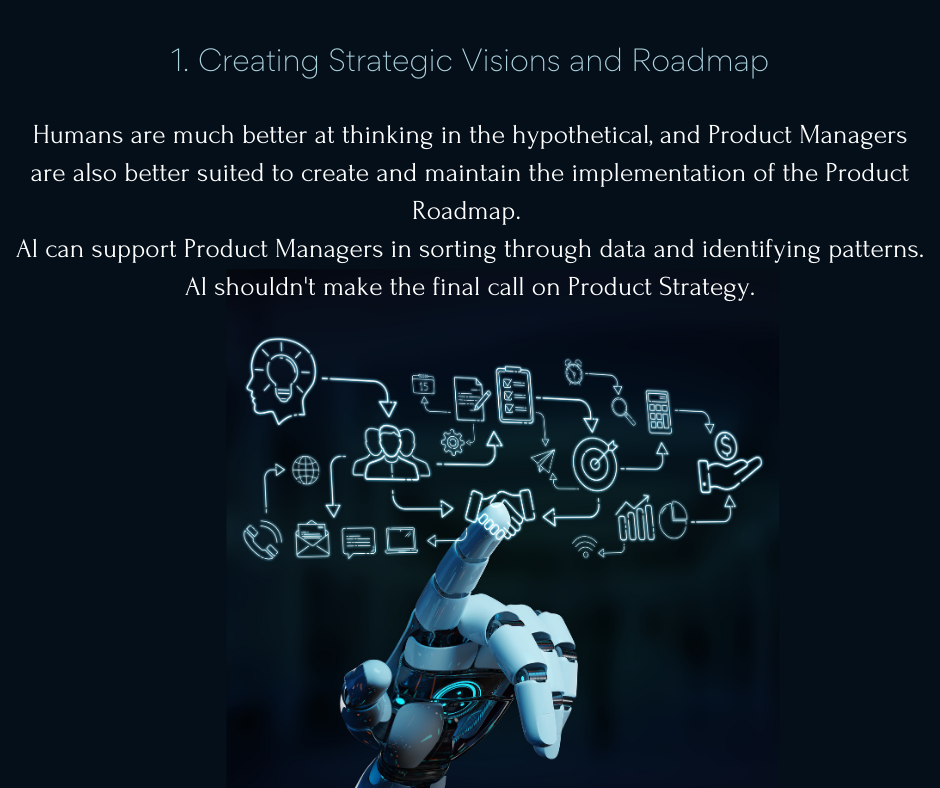 1. Creating Strategic Visions and Roadmap
Humans are much better at thinking in the hypothetical, and Product Managers
are also better suited to create and maintain the implementation of the Product
Roadmap.
AI can support Product Managers in sorting through data and identifying patterns.
AI shouldn't make the final call on Product Strategy.
15
$